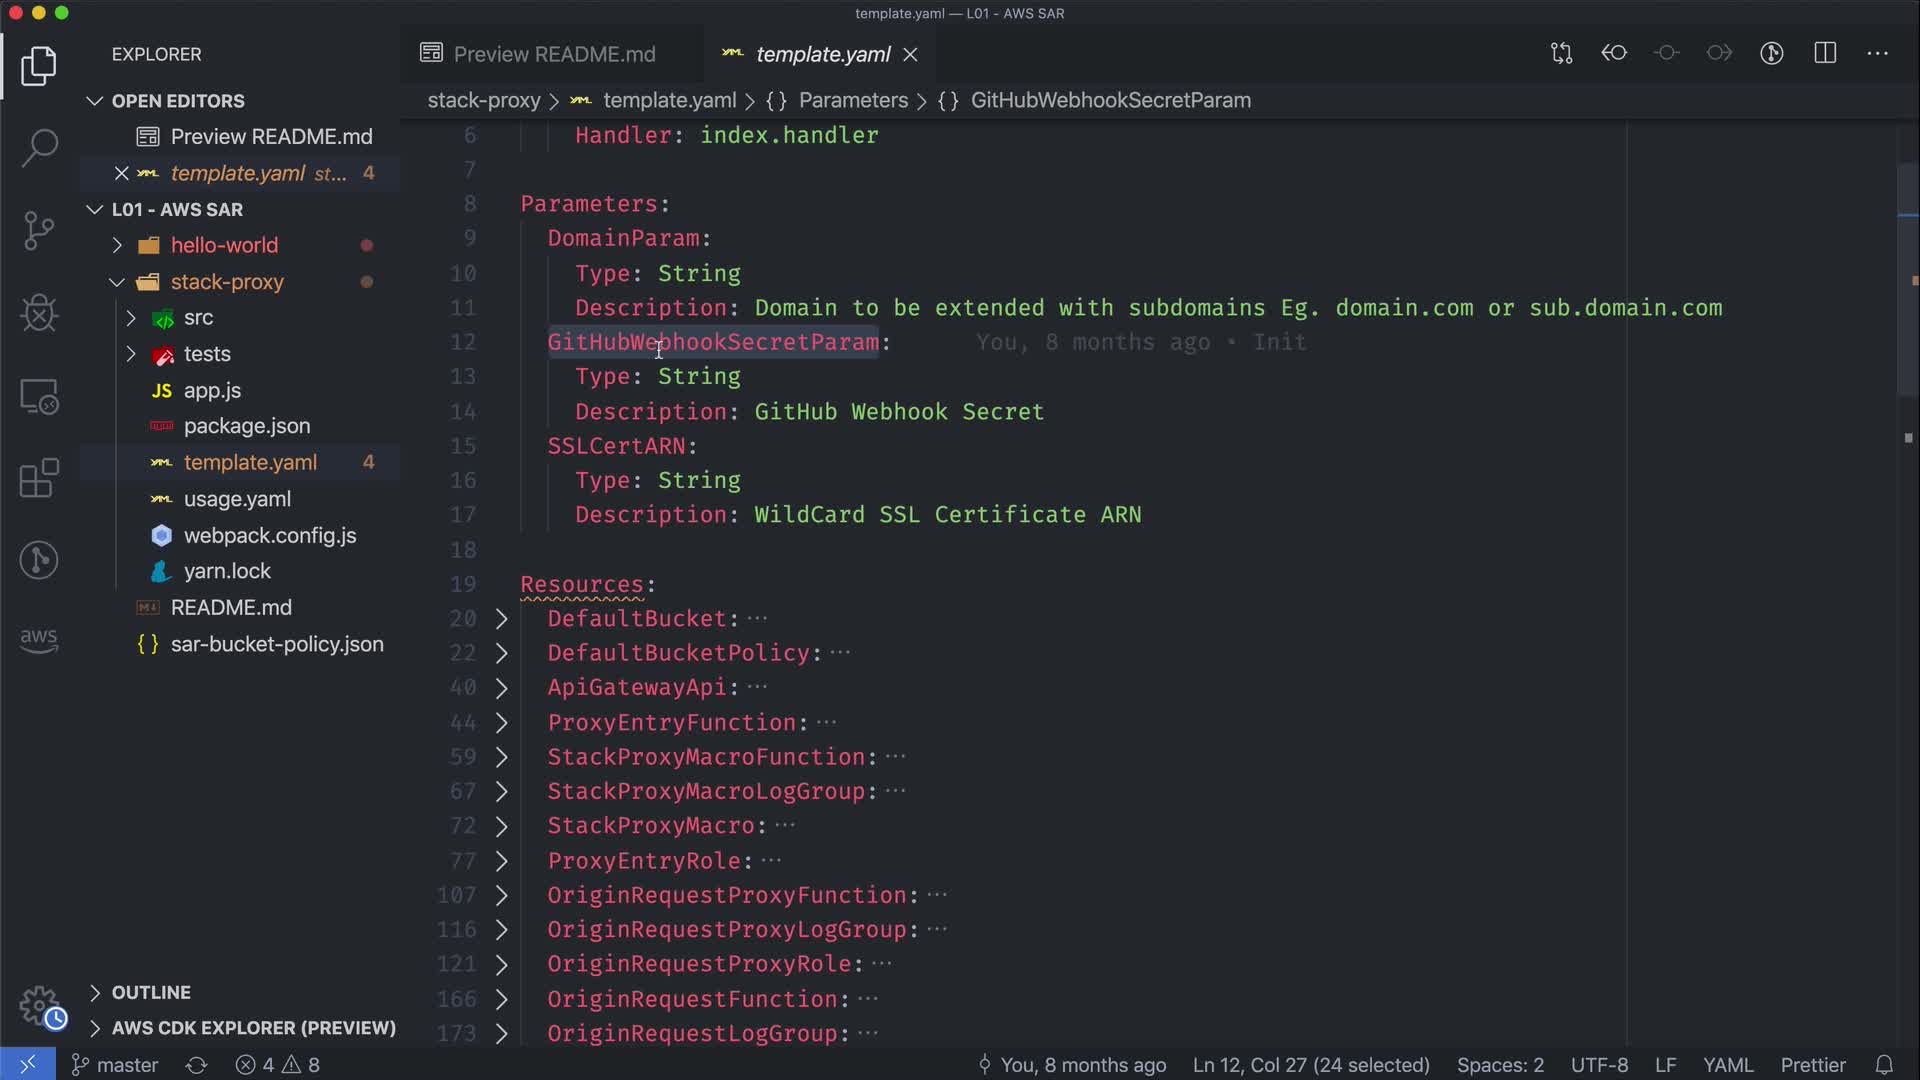 template.yaml — L01 - AWS SAR
EXPLORER
Preview README.md
template.yaml
OPEN EDITORS
stack-proxy > template.yaml > {} Parameters > {} GitHubWebhookSecretParam
Preview README.md
template.yaml st... 4
L01 - AWS SAR
hello-world
stack-proxy
src
tests
JS app.js
package.json
template.yaml 4
usage.yaml
webpack.config.js
yarn.lock
README.md
{} sar-bucket-policy.json
aws
OUTLINE
AWS CDK EXPLORER (PREVIEW)
6 Handler: index.handler
7
8 Parameters:
9 DomainParam:
10 Type: String
11 Description: Domain to be extended with subdomains Eg. domain.com or sub.domain.com
12 GitHubWebhookSecretParam: You, 8 months ago • Init
13 Type: String
14 Description: GitHub Webhook Secret
15 SSLCertARN:
16 Type: String
17 Description: WildCard SSL Certificate ARN
18
19 Resources:
20 DefaultBucket: ...
22 DefaultBucketPolicy: ...
40 ApiGatewayApi: ...
44 ProxyEntryFunction: ...
59 StackProxyMacroFunction: ...
67 StackProxyMacroLogGroup: ...
72 StackProxyMacro: ...
77 ProxyEntryRole: ...
107 OriginRequestProxyFunction: ...
116 OriginRequestProxyLogGroup: ...
121 OriginRequestProxyRole: ...
166 OriginRequestFunction: ...
173 OriginRequestLogGroup: ...
master 4 8 You, 8 months ago Ln 12, Col 27 (24 selected) Spaces: 2 UTF-8 LF YAML Prettier